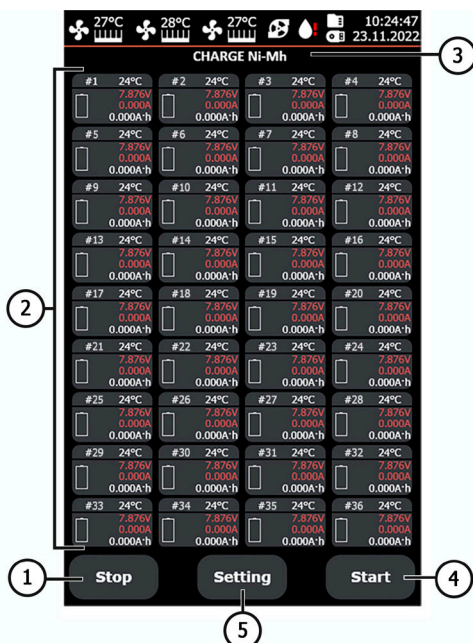 27°C 28°C 27°C 10:24:47
23.11.2022
CHARGE Ni-Mh
3
#1 24°C #2 24°C #3 24°C #4 24°C
7.876V 7.876V 7.876V 7.876V
0.000A 0.000A 0.000A 0.000A
0.000A·h 0.000A·h 0.000A·h 0.000A·h
#5 24°C #6 24°C #7 24°C #8 24°C
7.876V 7.876V 7.876V 7.876V
0.000A 0.000A 0.000A 0.000A
0.000A·h 0.000A·h 0.000A·h 0.000A·h
#9 24°C #10 24°C #11 24°C #12 24°C
7.876V 7.876V 7.876V 7.876V
0.000A 0.000A 0.000A 0.000A
0.000A·h 0.000A·h 0.000A·h 0.000A·h
#13 24°C #14 24°C #15 24°C #16 24°C
7.876V 7.876V 7.876V 7.876V
0.000A 0.000A 0.000A 0.000A
0.000A·h 0.000A·h 0.000A·h 0.000A·h
2
#17 24°C #18 24°C #19 24°C #20 24°C
7.876V 7.876V 7.876V 7.876V
0.000A 0.000A 0.000A 0.000A
0.000A·h 0.000A·h 0.000A·h 0.000A·h
#21 24°C #22 24°C #23 24°C #24 24°C
7.876V 7.876V 7.876V 7.876V
0.000A 0.000A 0.000A 0.000A
0.000A·h 0.000A·h 0.000A·h 0.000A·h
#25 24°C #26 24°C #27 24°C #28 24°C
7.876V 7.876V 7.876V 7.876V
0.000A 0.000A 0.000A 0.000A
0.000A·h 0.000A·h 0.000A·h 0.000A·h
#29 24°C #30 24°C #31 24°C #32 24°C
7.876V 7.876V 7.876V 7.876V
0.000A 0.000A 0.000A 0.000A
0.000A·h 0.000A·h 0.000A·h 0.000A·h
#33 24°C #34 24°C #35 24°C #36 24°C
7.876V 7.876V 7.876V 7.876V
0.000A 0.000A 0.000A 0.000A
0.000A·h 0.000A·h 0.000A·h 0.000A·h
1 Stop Setting Start 4
5